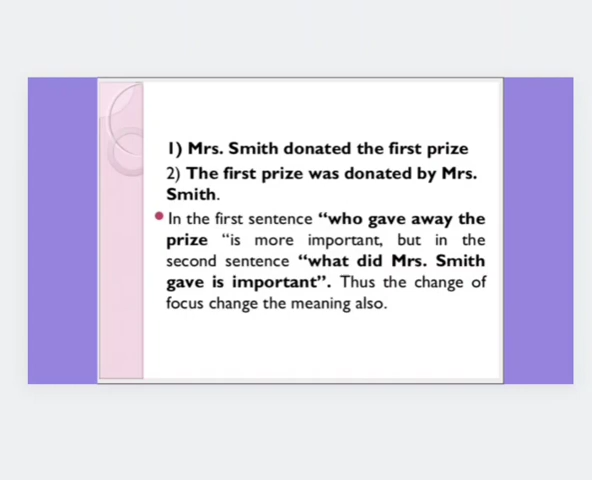 1) Mrs. Smith donated the first prize
2) The first prize was donated by Mrs.
Smith.
In the first sentence “who gave away the
prize “is more important, but in the
second sentence “what did Mrs. Smith
gave is important”. Thus the change of
focus change the meaning also.